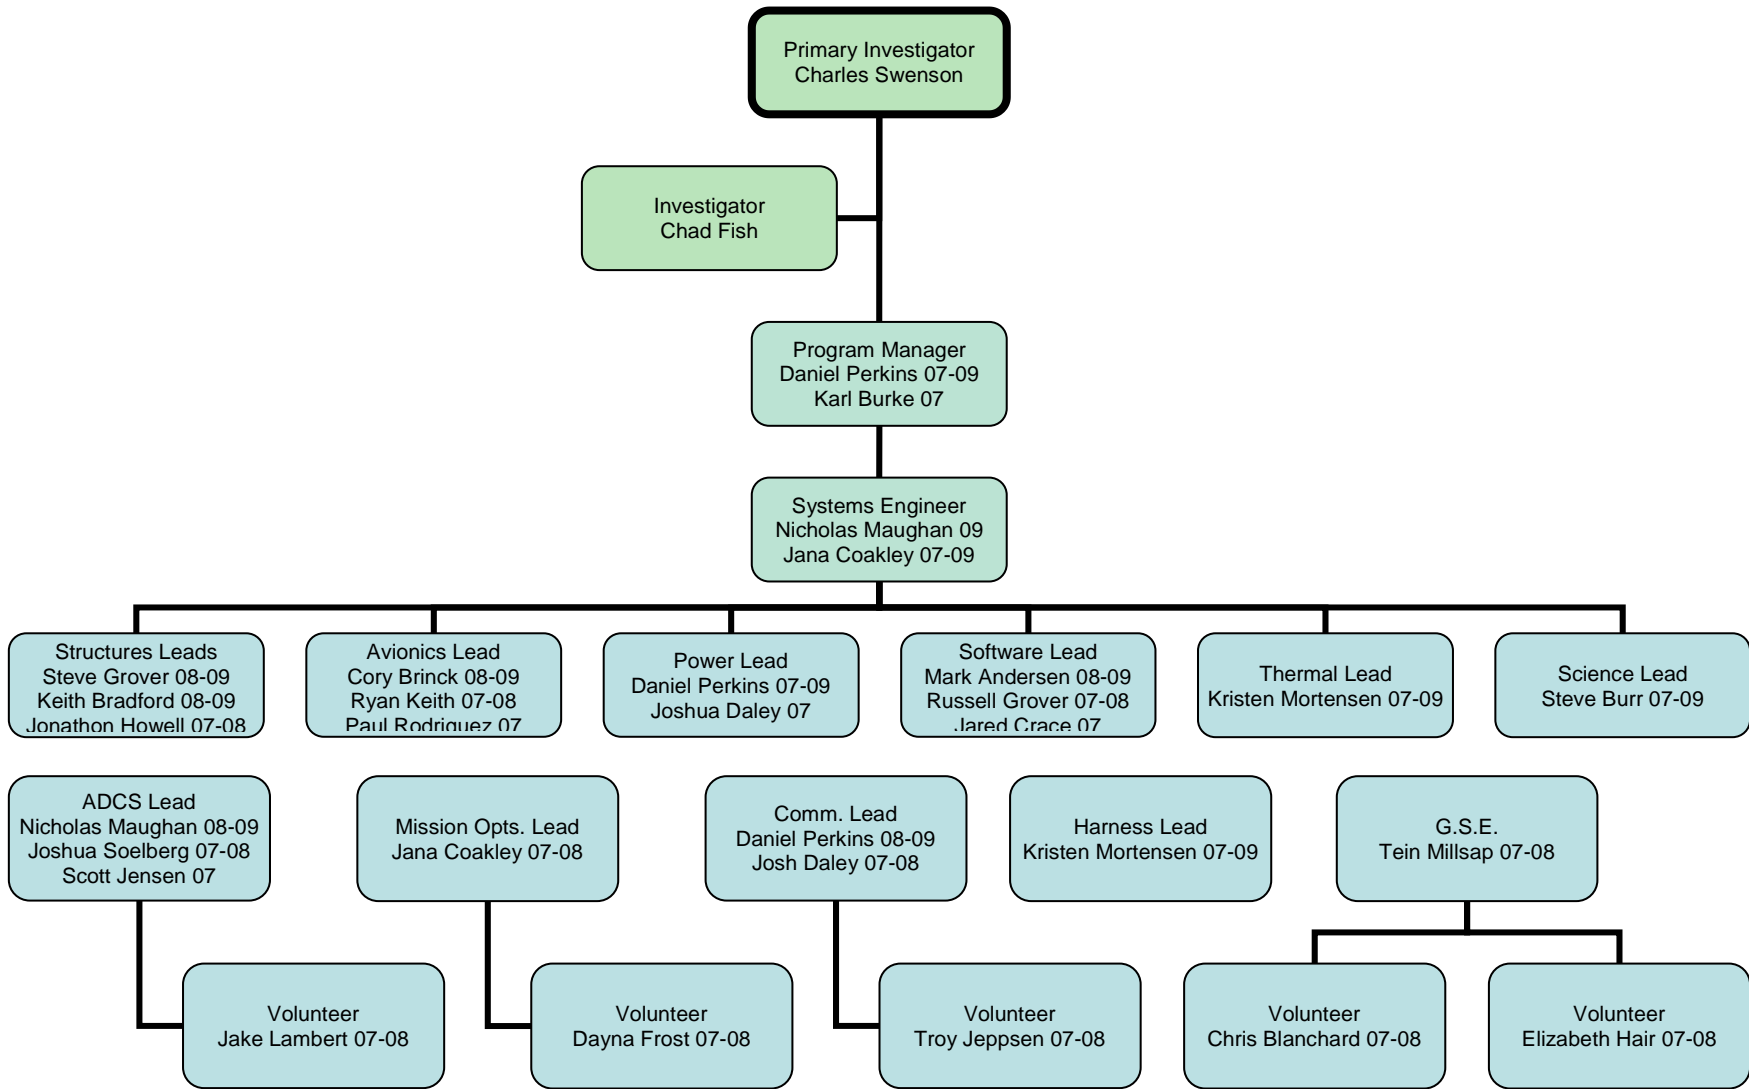 Primary Investigator
Charles Swenson
Investigator
Chad Fish
Program Manager
Daniel Perkins 07-09
Karl Burke 07
Systems Engineer
Nicholas Maughan 09
Jana Coakley 07-09
Structures Leads
Steve Grover 08-09
Keith Bradford 08-09
Jonathon Howell 07-08
Avionics Lead
Cory Brinck 08-09
Ryan Keith 07-08
Paul Rodriguez 07
Power Lead
Daniel Perkins 07-09
Joshua Daley 07
Software Lead
Mark Andersen 08-09
Russell Grover 07-08
Jared Crace 07
Thermal Lead
Kristen Mortensen 07-09
Science Lead
Steve Burr 07-09
ADCS Lead
Nicholas Maughan 08-09
Joshua Soelberg 07-08
Scott Jensen 07
Mission Opts. Lead
Jana Coakley 07-08
Comm. Lead
Daniel Perkins 08-09
Josh Daley 07-08
Harness Lead
Kristen Mortensen 07-09
G.S.E.
Tein Millsap 07-08
Volunteer
Jake Lambert 07-08
Volunteer
Dayna Frost 07-08
Volunteer
Troy Jeppsen 07-08
Volunteer
Chris Blanchard 07-08
Volunteer
Elizabeth Hair 07-08